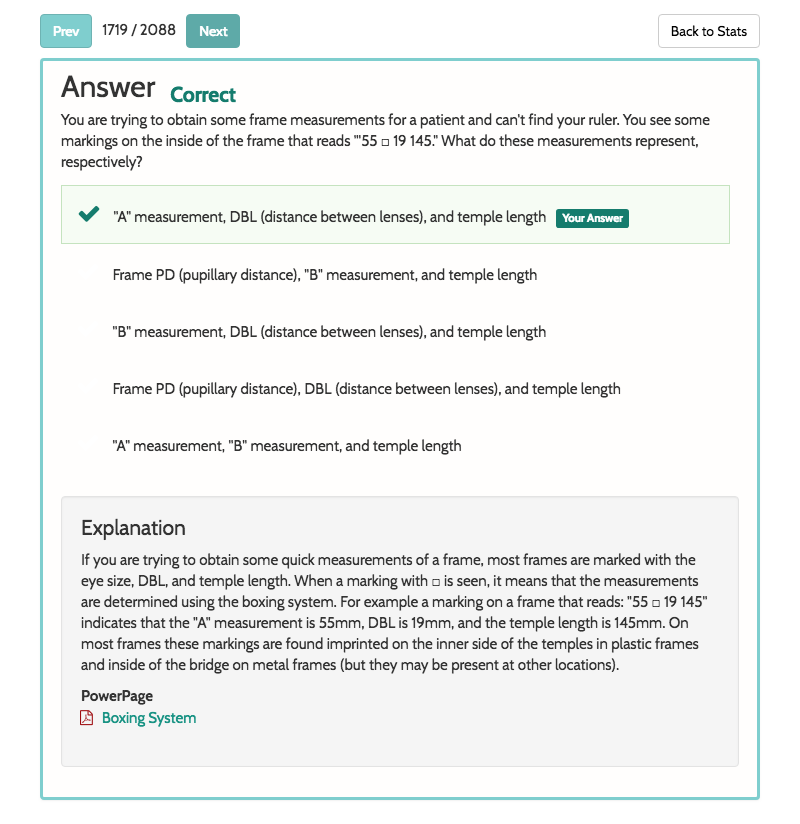 Prev 1719 / 2088 Next Back to Stats
Answer Correct
You are trying to obtain some frame measurements for a patient and can't find your ruler. You see some
markings on the inside of the frame that reads "'55 □ 19 145." What do these measurements represent,
respectively?
"A" measurement, DBL (distance between lenses), and temple length Your Answer
Frame PD (pupillary distance), "B" measurement, and temple length
"B" measurement, DBL (distance between lenses), and temple length
Frame PD (pupillary distance), DBL (distance between lenses), and temple length
"A" measurement, "B" measurement, and temple length
Explanation
If you are trying to obtain some quick measurements of a frame, most frames are marked with the
eye size, DBL, and temple length. When a marking with □ is seen, it means that the measurements
are determined using the boxing system. For example a marking on a frame that reads: "55 □ 19 145"
indicates that the "A" measurement is 55mm, DBL is 19mm, and the temple length is 145mm. On
most frames these markings are found imprinted on the inner side of the temples in plastic frames
and inside of the bridge on metal frames (but they may be present at other locations).
PowerPage
Boxing System